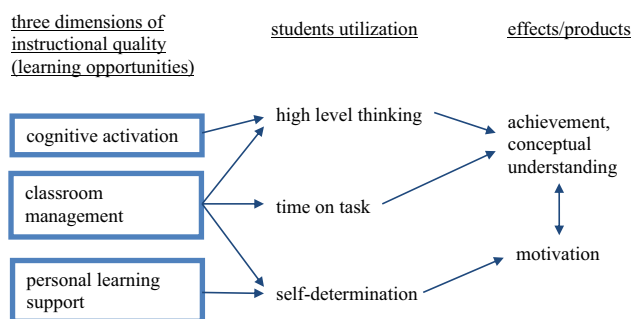 three dimensions of
instructional quality
(learning opportunities)
students utilization
effects/products
cognitive activation
classroom
management
personal learning
support
high level thinking
time on task
self-determination
achievement,
conceptual
understanding
motivation